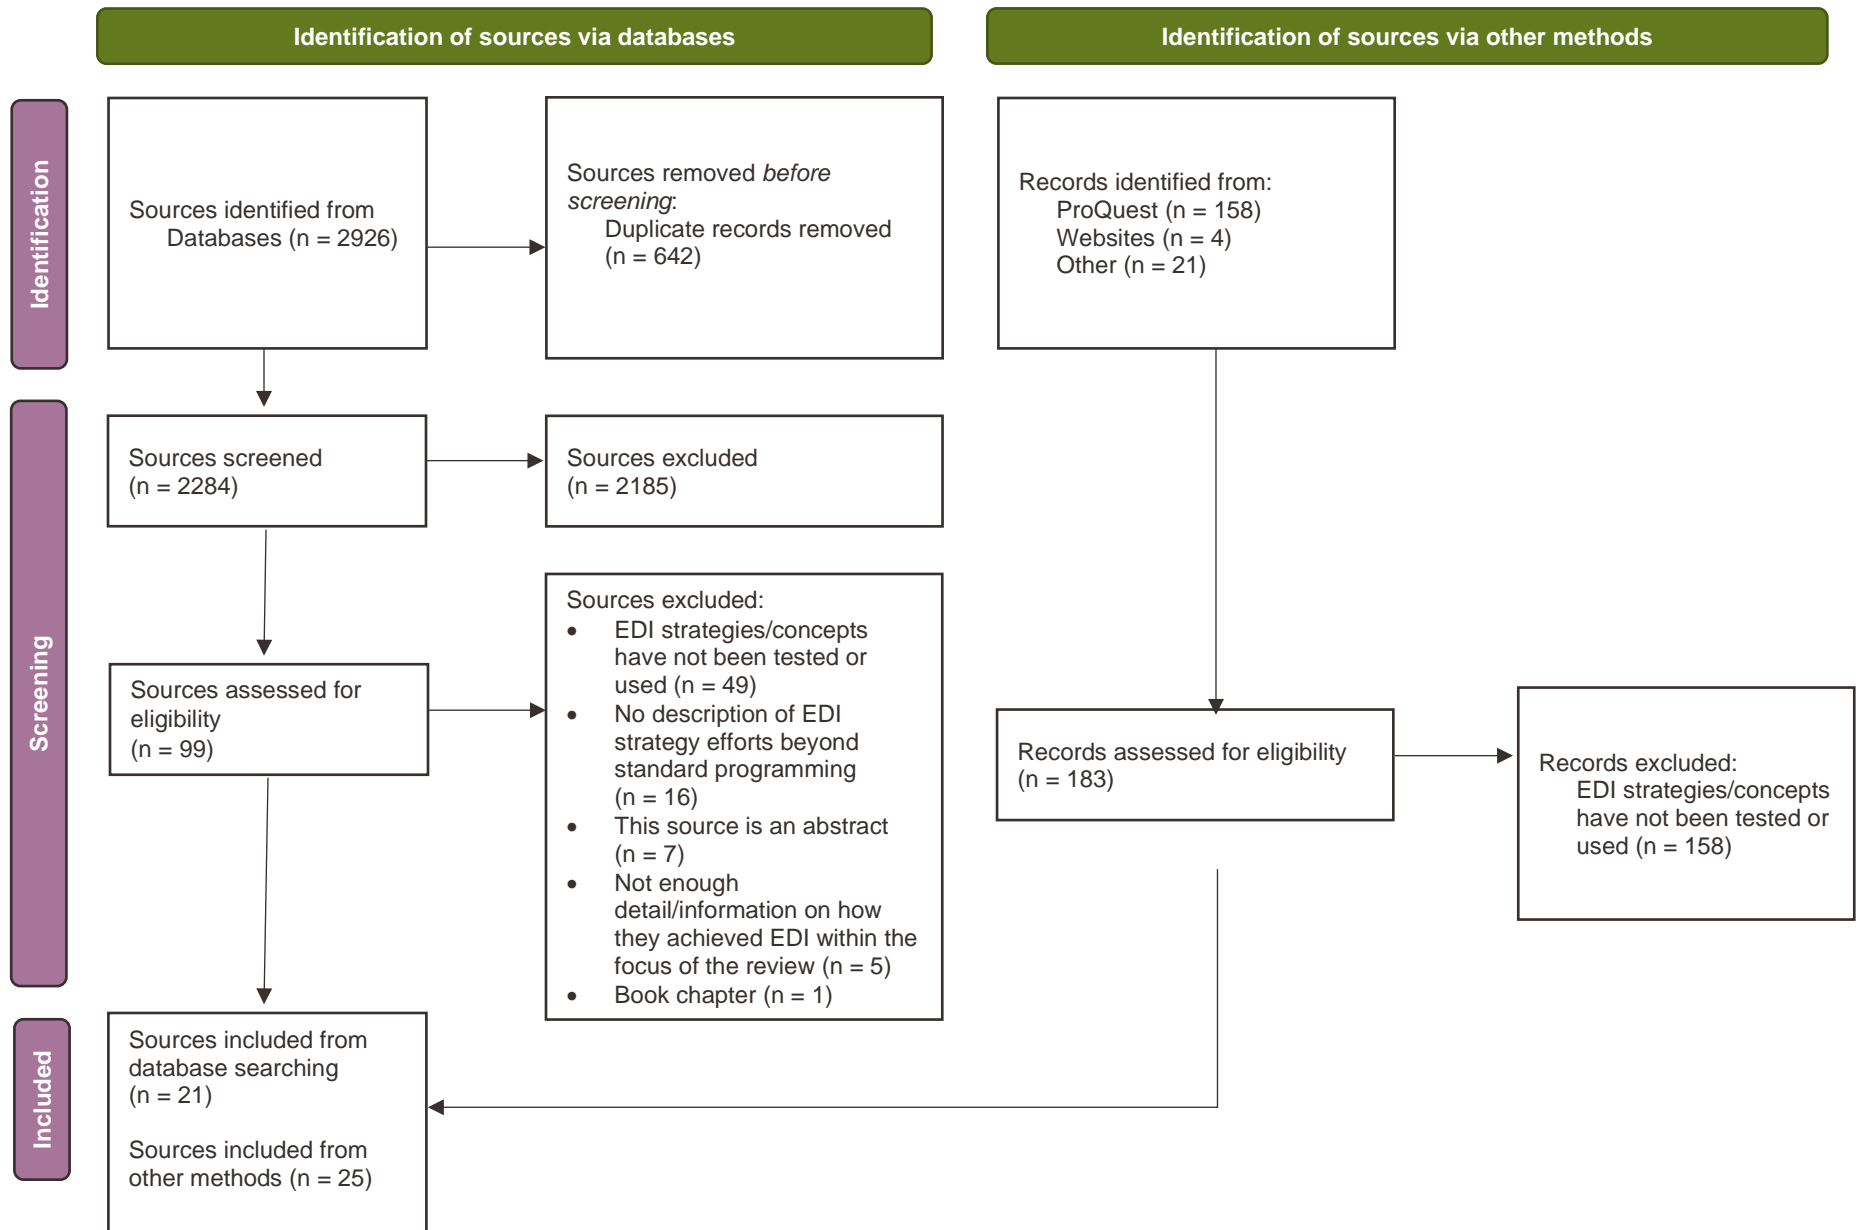 Identification of sources via databases
Identification of sources via other methods
Identification
Sources identified from
Databases (n = 2926)
Sources removed before
screening:
Duplicate records removed
(n = 642)
Records identified from:
ProQuest (n = 158)
Websites (n = 4)
Other (n = 21)
Screening
Sources screened
(n = 2284)
Sources excluded
(n = 2185)
Sources assessed for
eligibility
(n = 99)
Sources excluded:
• EDI strategies/concepts
have not been tested or
used (n = 49)
• No description of EDI
strategy efforts beyond
standard programming
(n = 16)
• This source is an abstract
(n = 7)
• Not enough
detail/information on how
they achieved EDI within the
focus of the review (n = 5)
• Book chapter (n = 1)
Records assessed for eligibility
(n = 183)
Records excluded:
EDI strategies/concepts
have not been tested or
used (n = 158)
Included
Sources included from
database searching
(n = 21)
Sources included from
other methods (n = 25)